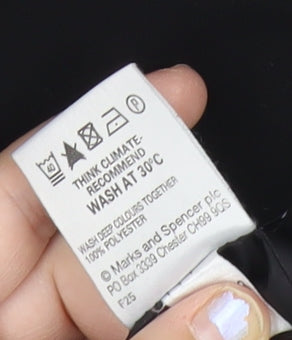 40
P
THINK CLIMATE-
RECOMMEND
WASH AT 30°C
WASH DEEP COLOURS TOGETHER
100% POLYESTER
© Marks and Spencer plc
PO Box 3339 Chester CH99 9QS
F25